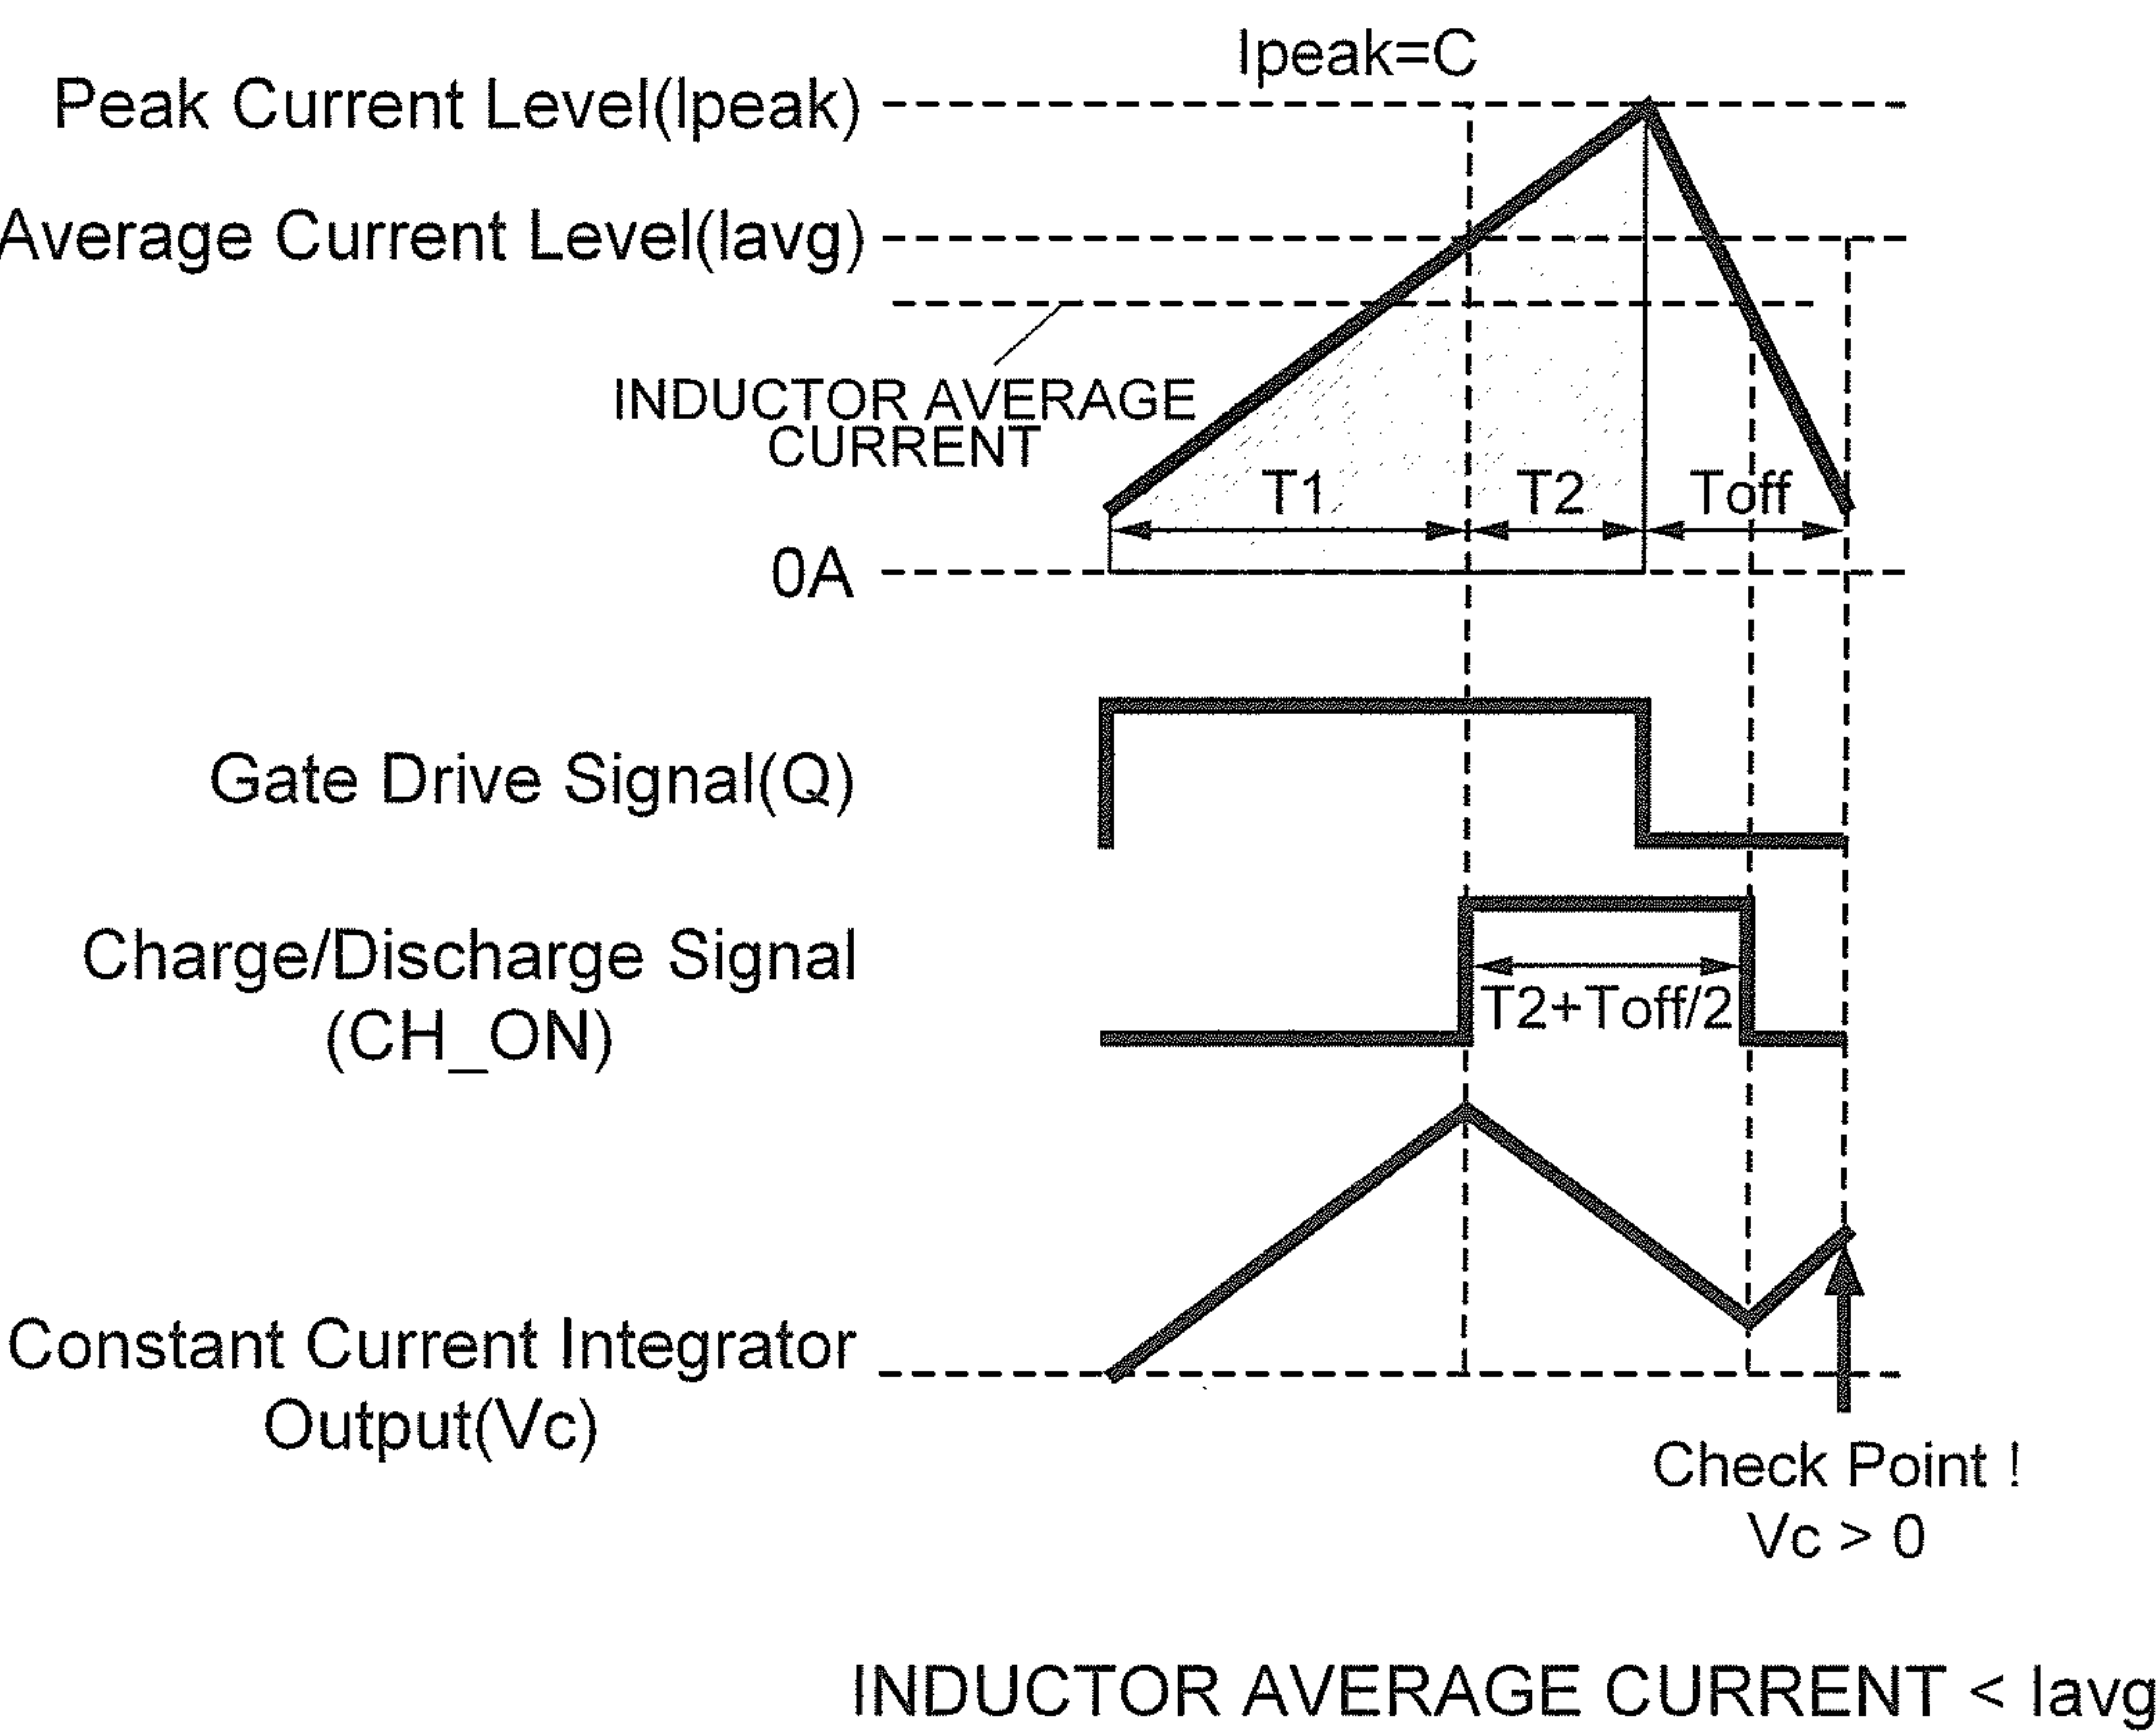 Ipeak=C
Peak Current Level(Ipeak)
Average Current Level(Iavg)
INDUCTOR AVERAGE
CURRENT
T1
T2
Toff
0A
Gate Drive Signal(Q)
Charge/Discharge Signal
(CH_ON)
T2+Toff/2
Constant Current Integrator
Output(Vc)
Check Point !
Vc > 0
INDUCTOR AVERAGE CURRENT < Iavg